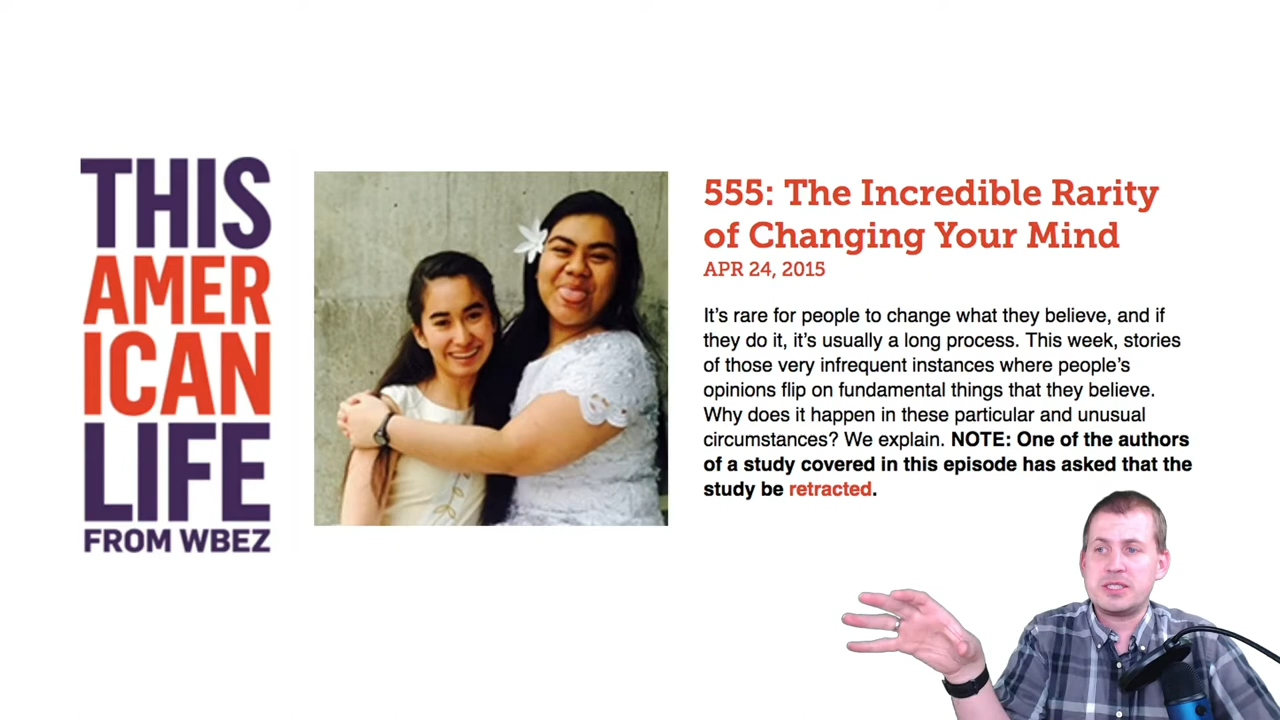 THIS
AMER
ICAN
LIFE
FROM WBEZ
555: The Incredible Rarity
of Changing Your Mind
APR 24, 2015
It’s rare for people to change what they believe, and if
they do it, it’s usually a long process. This week, stories
of those very infrequent instances where people’s
opinions flip on fundamental things that they believe.
Why does it happen in these particular and unusual
circumstances? We explain. NOTE: One of the authors
of a study covered in this episode has asked that the
study be retracted.